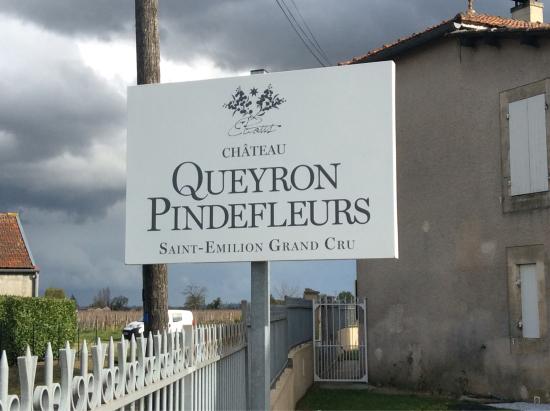 CHÂTEAU
QUEYRON
PINDEFLEURS
SAINT-EMILION GRAND CRU